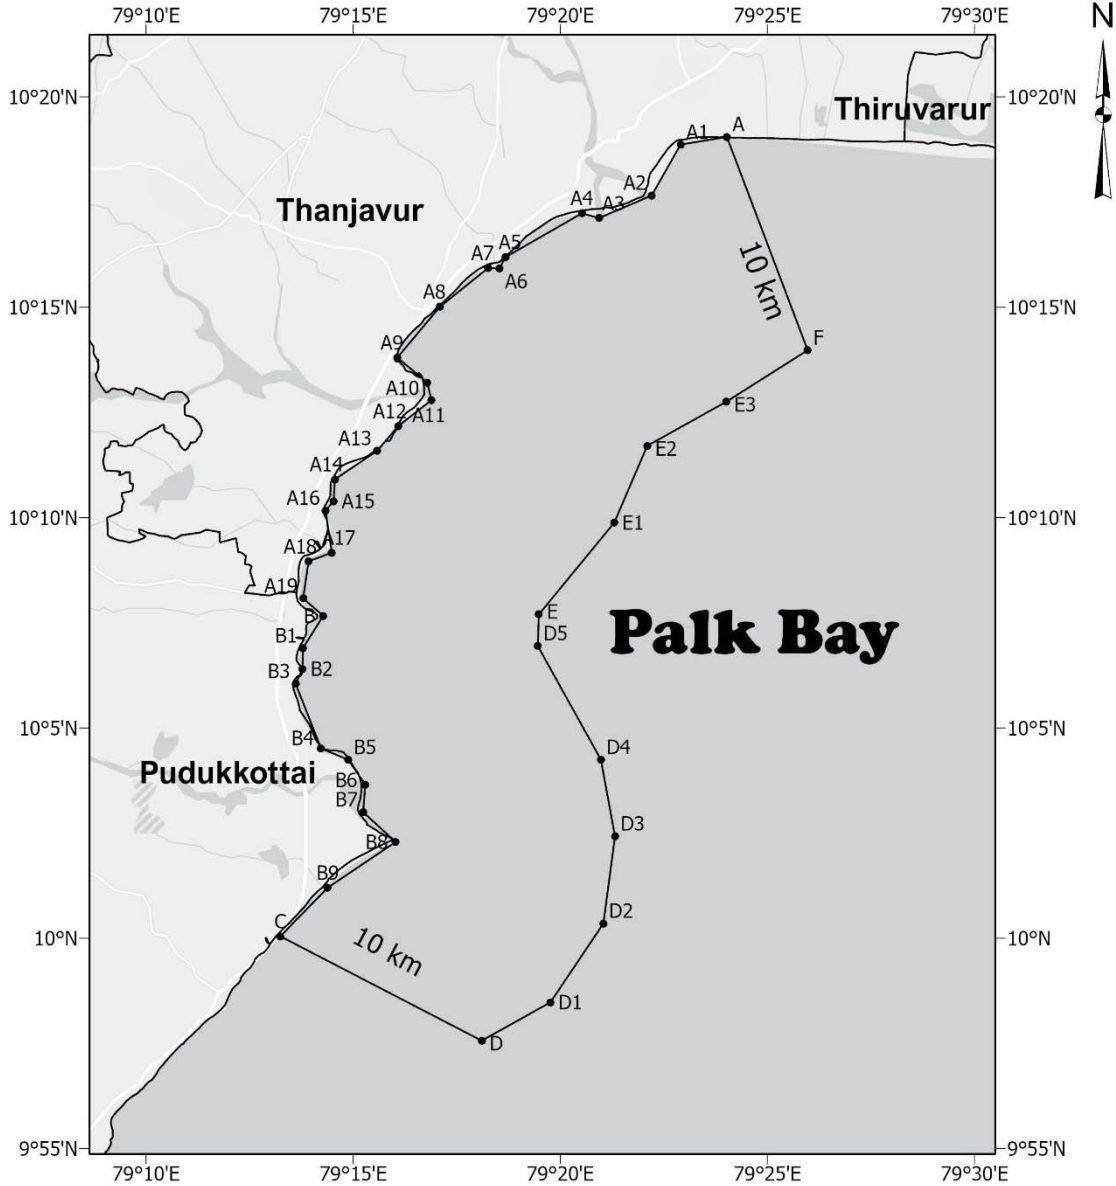 79°10'E 79°15'E 79°20'E 79°25'E 79°30'E
N
10°20'N 10°20'N
Thiruvarur
A1 A
A2
A4 A3
Thanjavur
A7 A5
A6
10 km
A8
10°15'N 10°15'N
A9
F
A10
A12 A11
E3
A13
E2
A14
A16 A15
10°10'N 10°10'N
E1
A18 A17
A19
B
E
Palk Bay
B1
D5
B3 B2
10°5'N 10°5'N
B4 B5
D4
Pudukkottai
B6
B7
D3
B8
B9
D2
C
10°N 10°N
10 km
D1
D
9°55'N 9°55'N
79°10'E 79°15'E 79°20'E 79°25'E 79°30'E